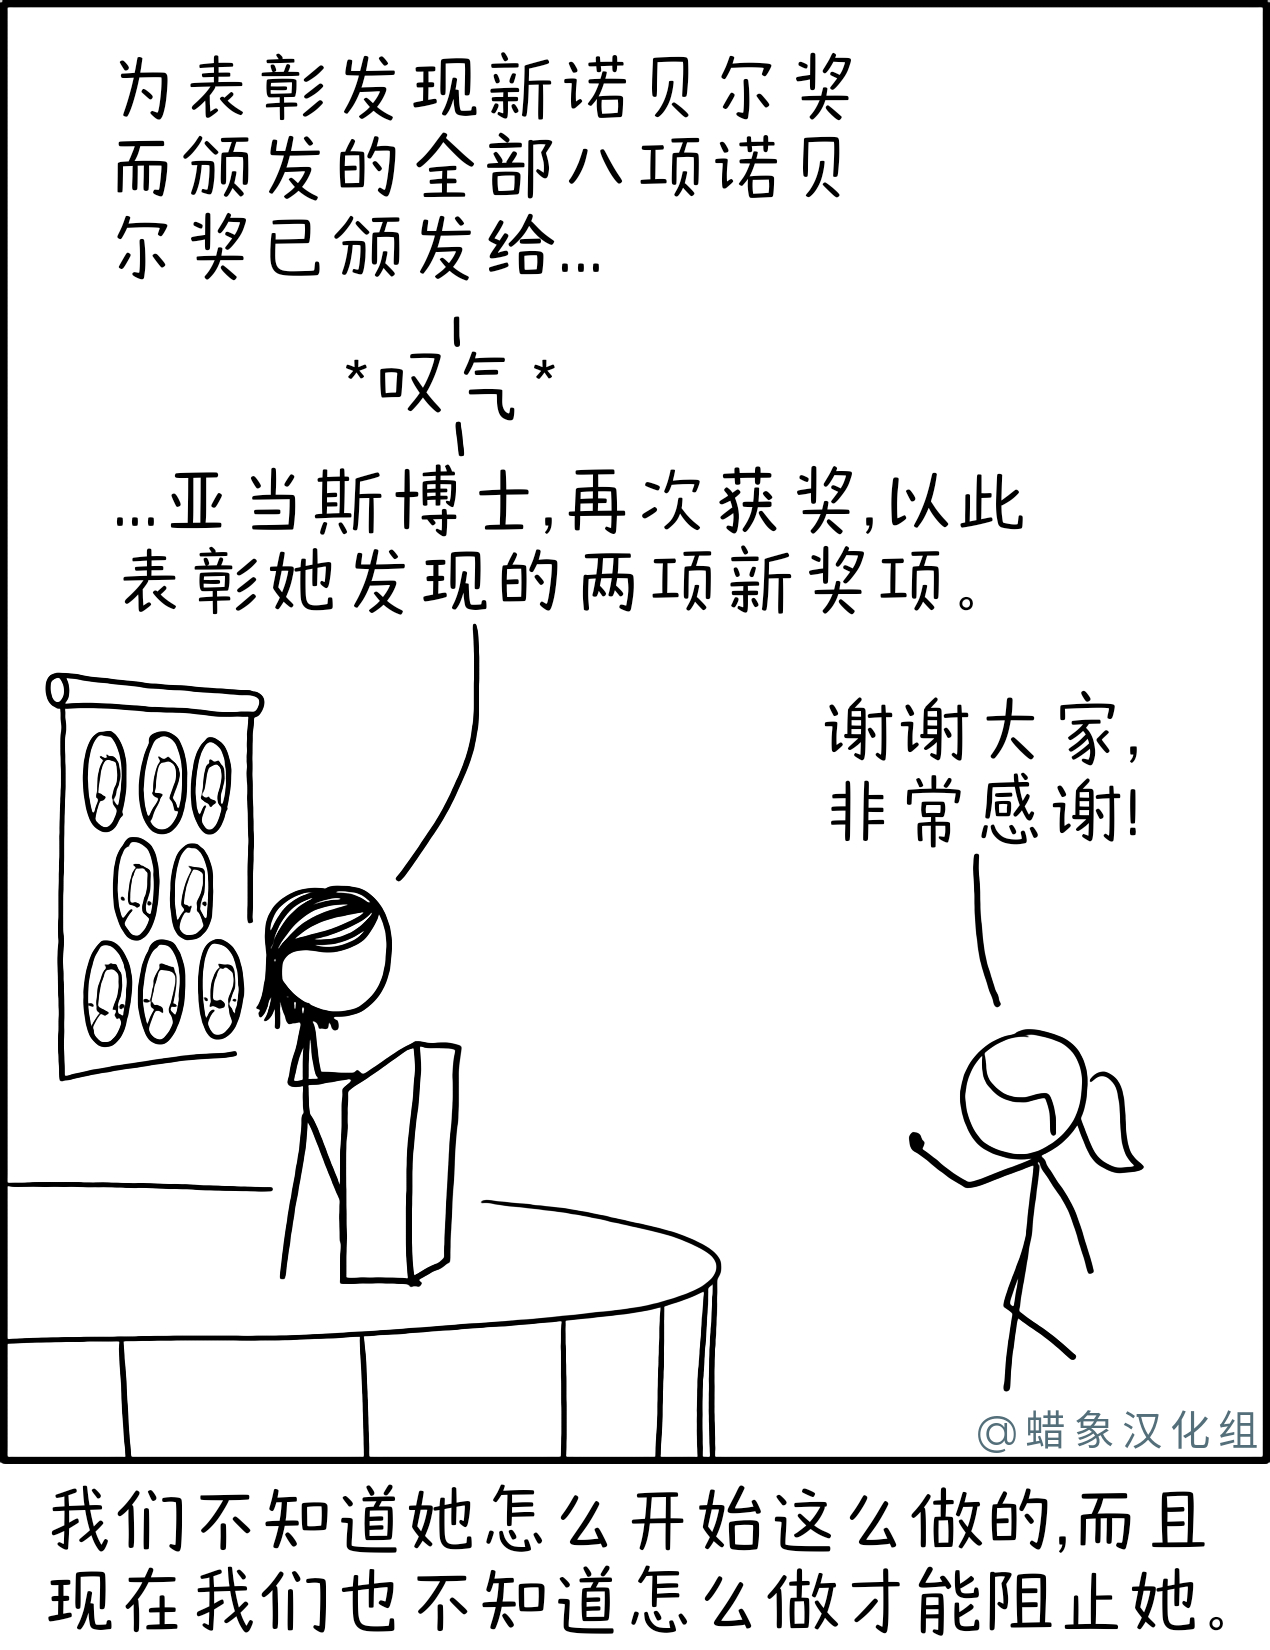 为表彰发现新诺贝尔奖
而颁发的全部八项诺贝
尔奖已颁发给...
*叹气*
...亚当斯博士,再次获奖,以此
表彰她发现的两项新奖项。
谢谢大家,
非常感谢!
@蜡象汉化组
我们不知道她怎么开始这么做的,而且
现在我们也不知道怎么做才能阻止她。